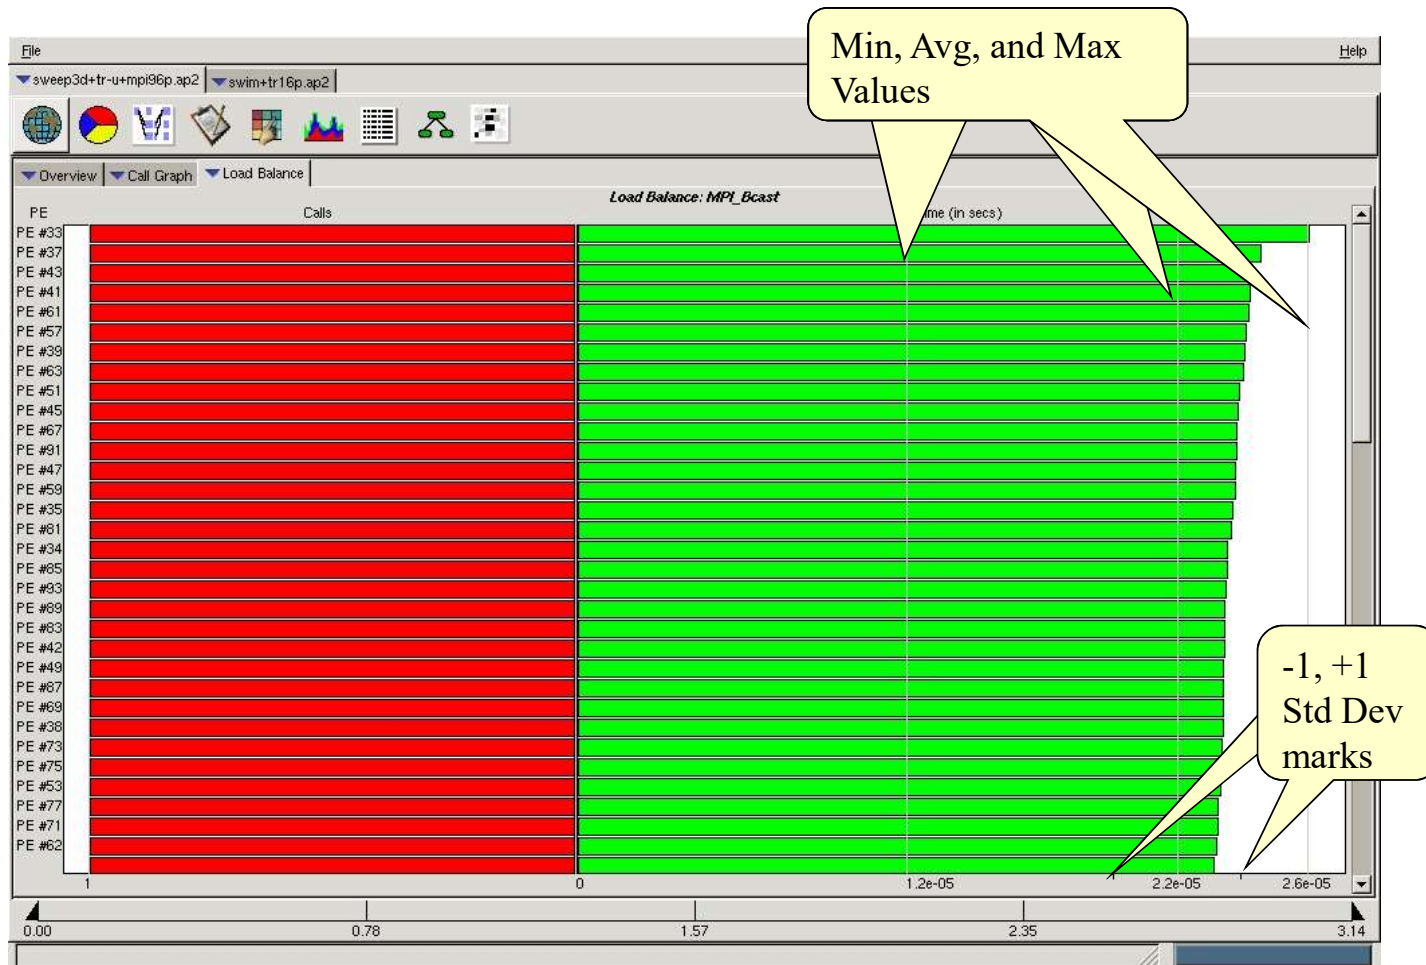 Min, Avg, and Max
Values
File
Help
sweep3d+tr-u+mpi96p.ap2
swim+tr16p.ap2
Overview
Call Graph
Load Balance
Load Balance: MPI_Bcast
PE
Calls
me (in secs)
PE #33
PE #37
PE #43
PE #41
PE #61
PE #57
PE #39
PE #63
PE #51
PE #45
PE #67
PE #91
PE #47
PE #59
PE #35
PE #81
PE #34
PE #85
PE #93
PE #89
PE #83
PE #42
PE #49
PE #87
PE #69
PE #38
PE #73
PE #75
PE #53
PE #77
PE #71
PE #62
-1, +1
Std Dev
marks
1
0
1.2e-05
2.2e-05
2.6e-05
0.00
0.78
1.57
2.35
3.14